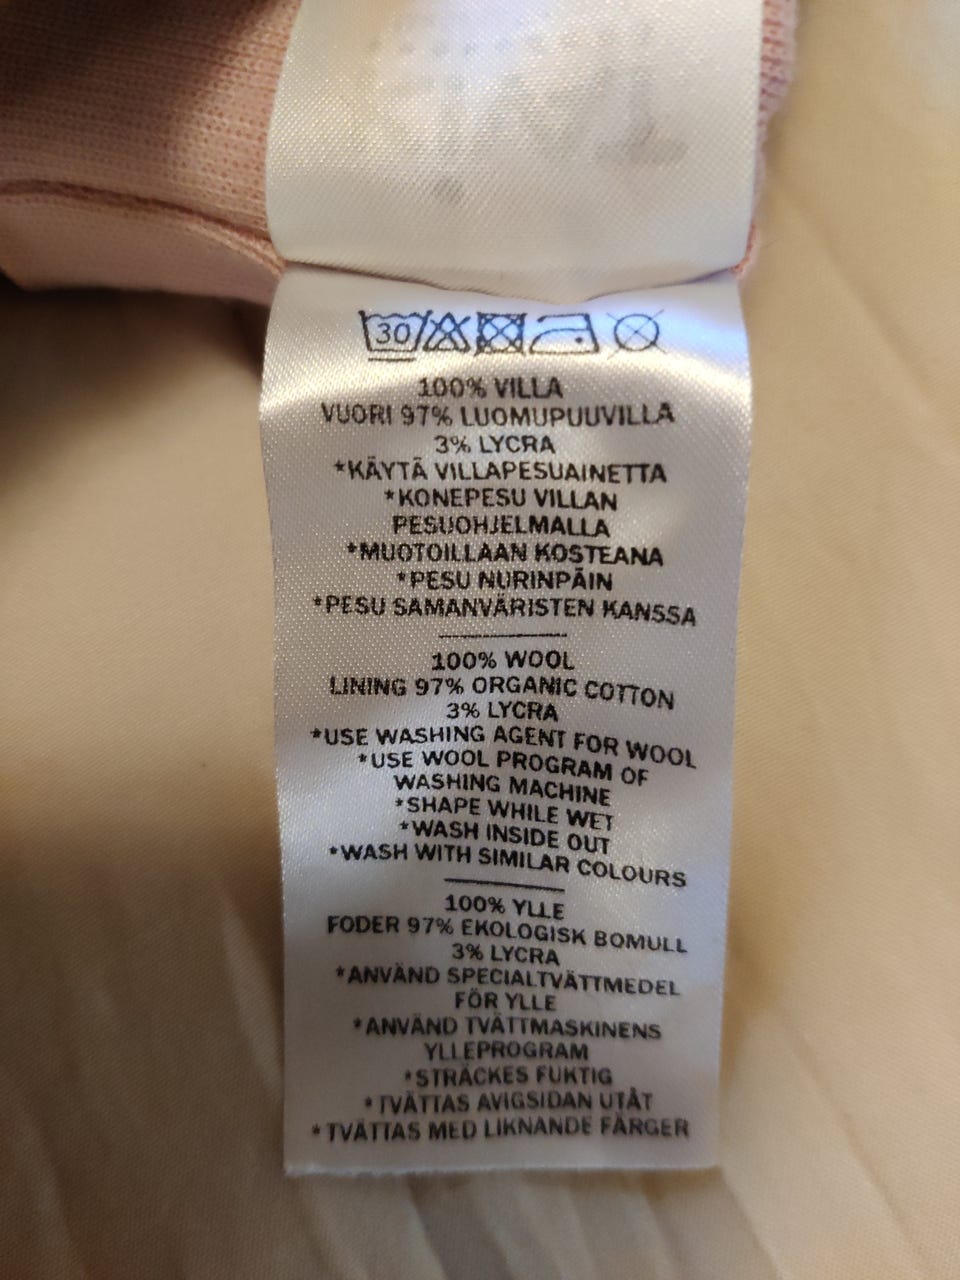 30
100% VILLA
VUORI 97% LUOMUPUUVILLA
3% LYCRA
*KÄYTÄ VILLAPESUAINETTA
*KONEPESU VILLAN
PESUOHJELMALLA
*MUOTOILLAAN KOSTEANA
*PESU NURINPÄIN
*PESU SAMANVÄRISTEN KANSSA
100% WOOL
LINING 97% ORGANIC COTTON
3% LYCRA
*USE WASHING AGENT FOR WOOL
*USE WOOL PROGRAM OF
WASHING MACHINE
*SHAPE WHILE WET
*WASH INSIDE OUT
*WASH WITH SIMILAR COLOURS
100% YLLE
FODER 97% EKOLOGISK BOMULL
3% LYCRA
*ANVÄND SPECIALTVÄTTMEDEL
FÖR YLLE
*ANVÄND TVÄTTMASKINENS
YLLEPROGRAM
*STRÄCKES FUKTIG
*TVÄTTAS AVIGSIDAN UTÅT
*TVÄTTAS MED LIKNANDE FÄRGER